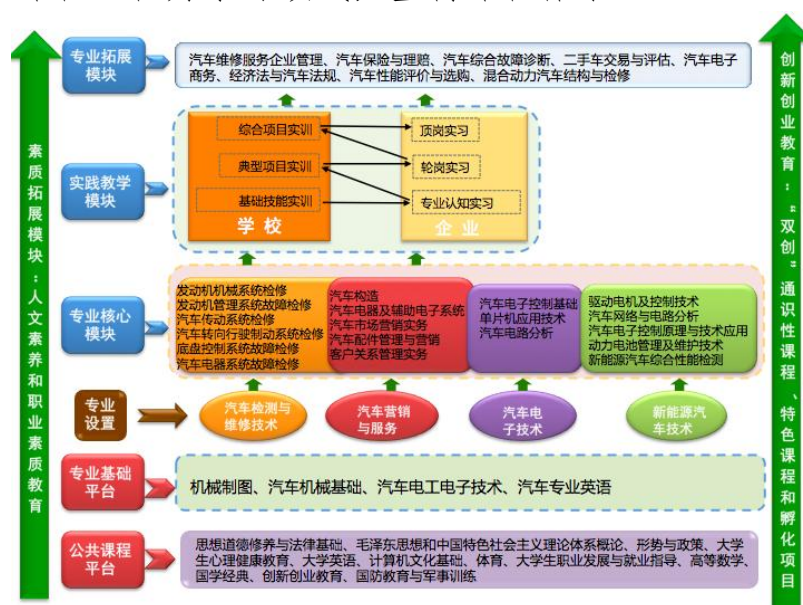 专业拓展
模块
汽车维修服务企业管理、汽车保险与理赔、汽车综合故障诊断、二手车交易与评估、汽车电子
商务、经济法与汽车法规、汽车性能评价与选购、混合动力汽车结构与检修
素质拓展模块：人文素养和职业素质教育
创新创业教育："双创"通识性课程、特色课程和孵化项目
实践教学
模块
综合项目实训
典型项目实训
基础技能实训
学校
顶岗实习
轮岗实习
专业认知实习
企业
专业核心
模块
发动机机械系统检修
发动机管理系统故障检修
汽车传动系统检修
汽车转向行驶制动系统检修
底盘控制系统故障检修
汽车电器系统故障检修
汽车构造
汽车电器及辅助电子系统
汽车市场营销实务
汽车配件管理与营销
客户关系管理实务
汽车电子控制基础
单片机应用技术
汽车电路分析
驱动电机及控制技术
汽车网络与电路分析
汽车电子控制原理与技术应用
动力电池管理及维护技术
新能源汽车综合性能检测
专业
设置
汽车检测与
维修技术
汽车营销
与服务
汽车电
子技术
新能源汽
车技术
专业基础
平台
机械制图、汽车机械基础、汽车电工电子技术、汽车专业英语
公共课程
平台
思想道德修养与法律基础、毛泽东思想和中国特色社会主义理论体系概论、形势与政策、大学
生心理健康教育、大学英语、计算机文化基础、体育、大学生职业发展与就业指导、高等数学、
国学经典、创新创业教育、国防教育与军事训练